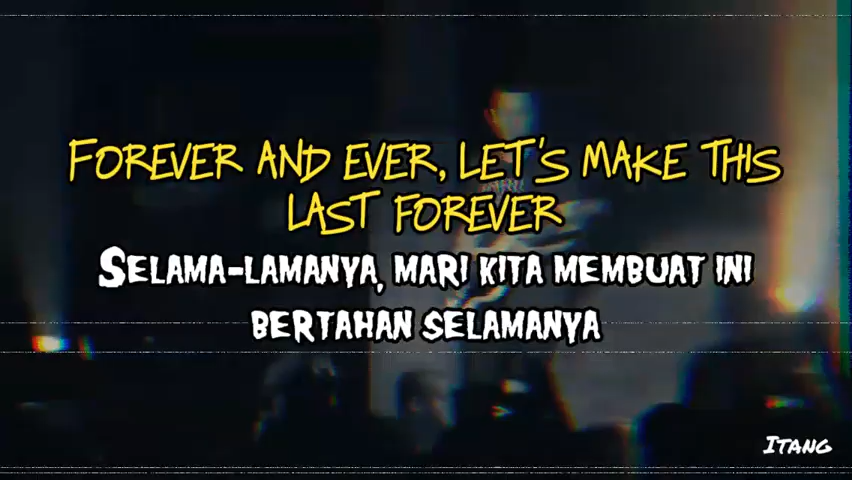 FOREVER AND EVER, LET'S MAKE THIS
LAST FOREVER
SELAMA-LAMANYA, MARI KITA MEMBUAT INI
BERTAHAN SELAMANYA
ITANG